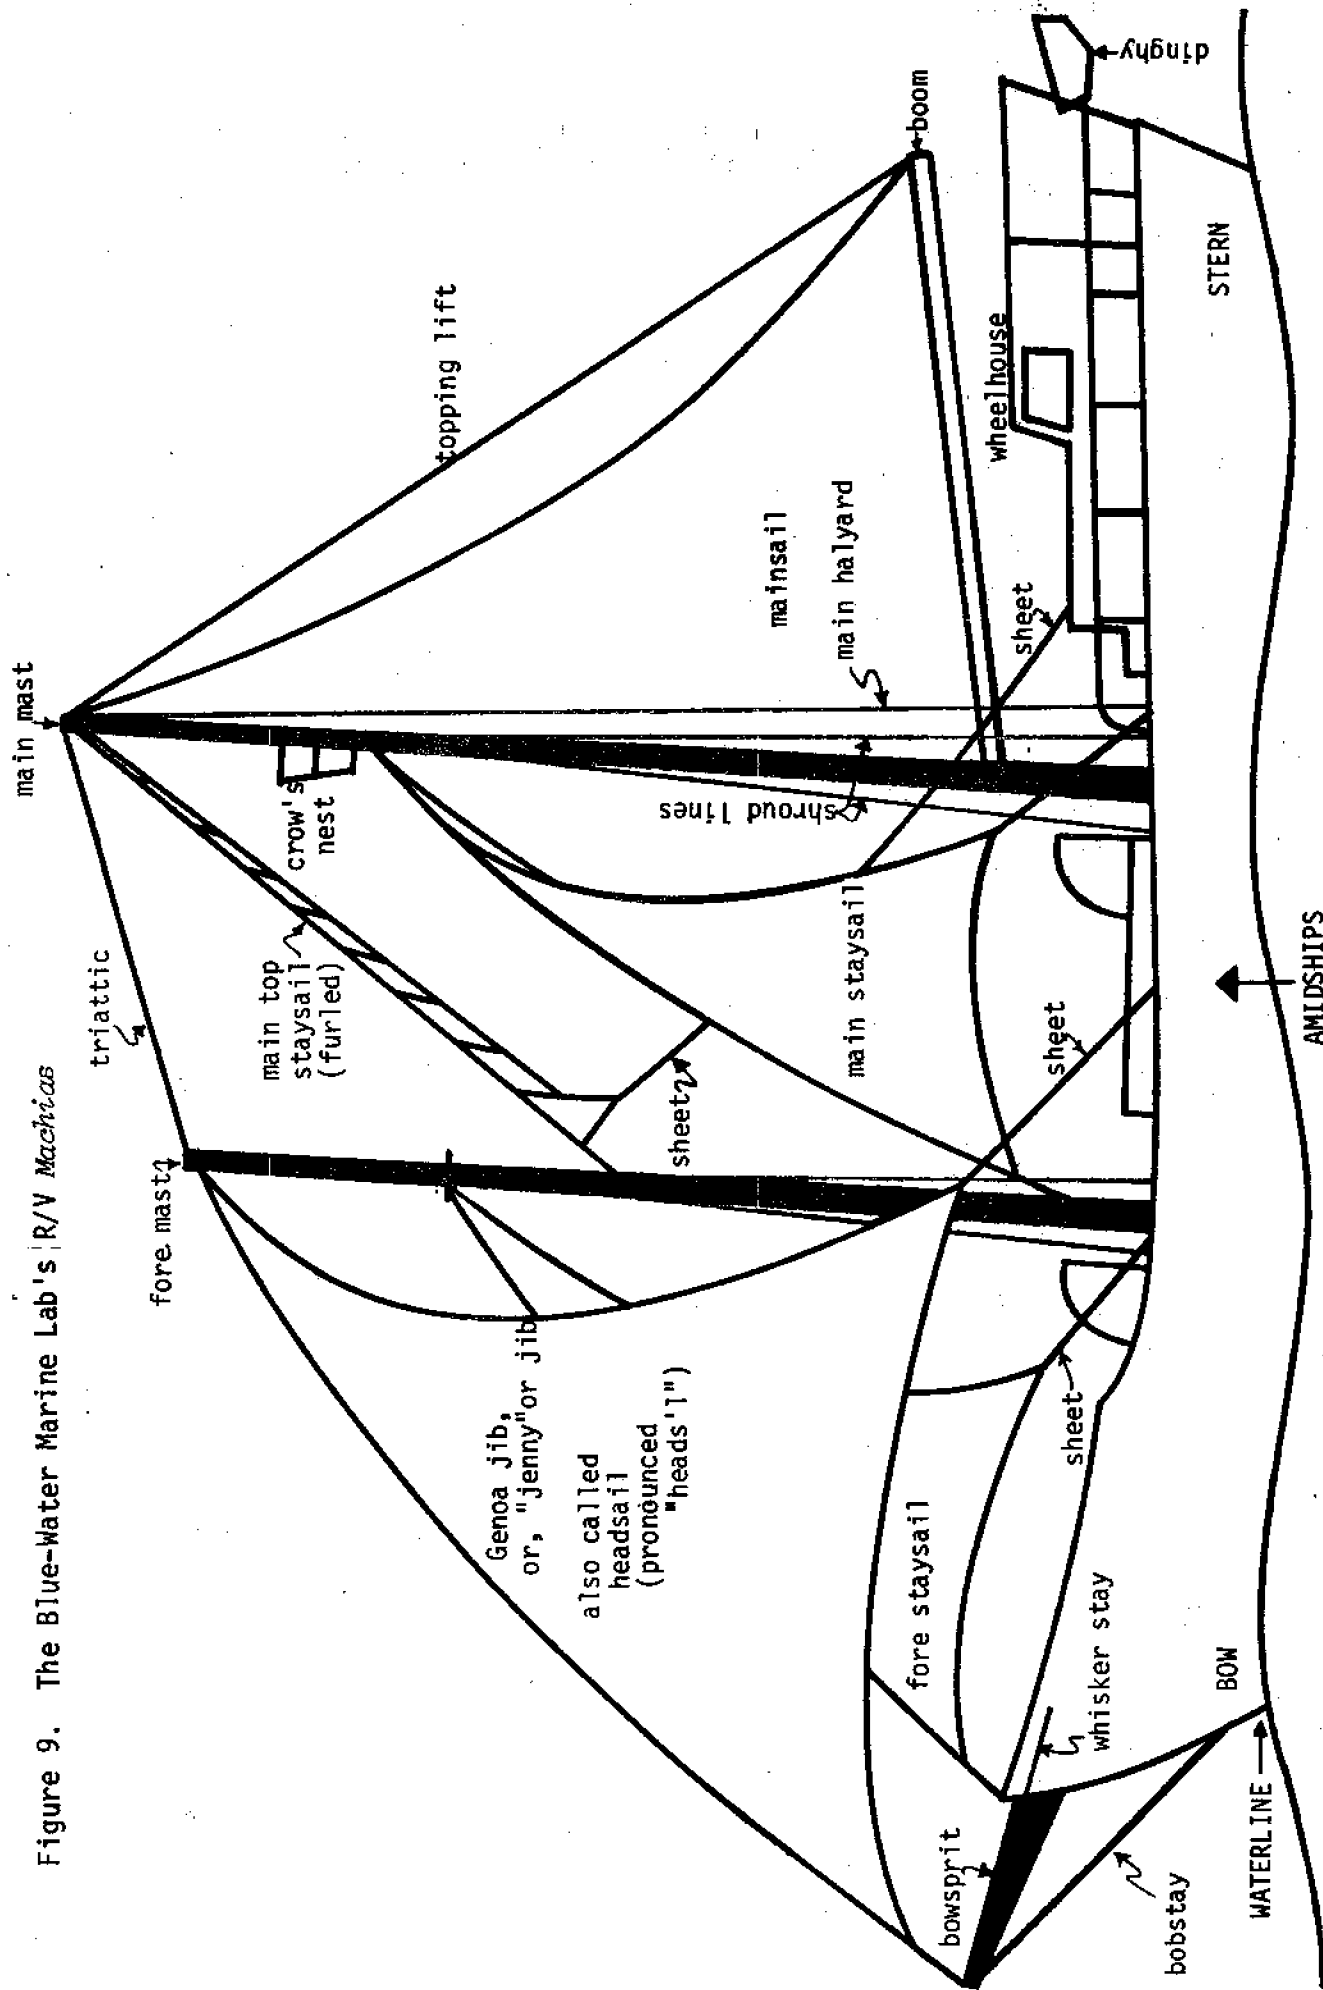 Figure 9. The Blue-Water Marine Lab's R/V Machias
main mast
triattic
fore mast
main top
staysail
(furled)
crow's
nest
topping lift
Genoa jib,
or, "jenny" or jib
also called
headsail
(pronounced
"heads'l")
sheet
shroud lines
mainsail
main halyard
boom
main staysail
sheet
sheet
wheelhouse
dinghy
fore staysail
sheet
bowsprit
whisker stay
bobstay
BOW
STERN
WATERLINE
AMIDSHIPS